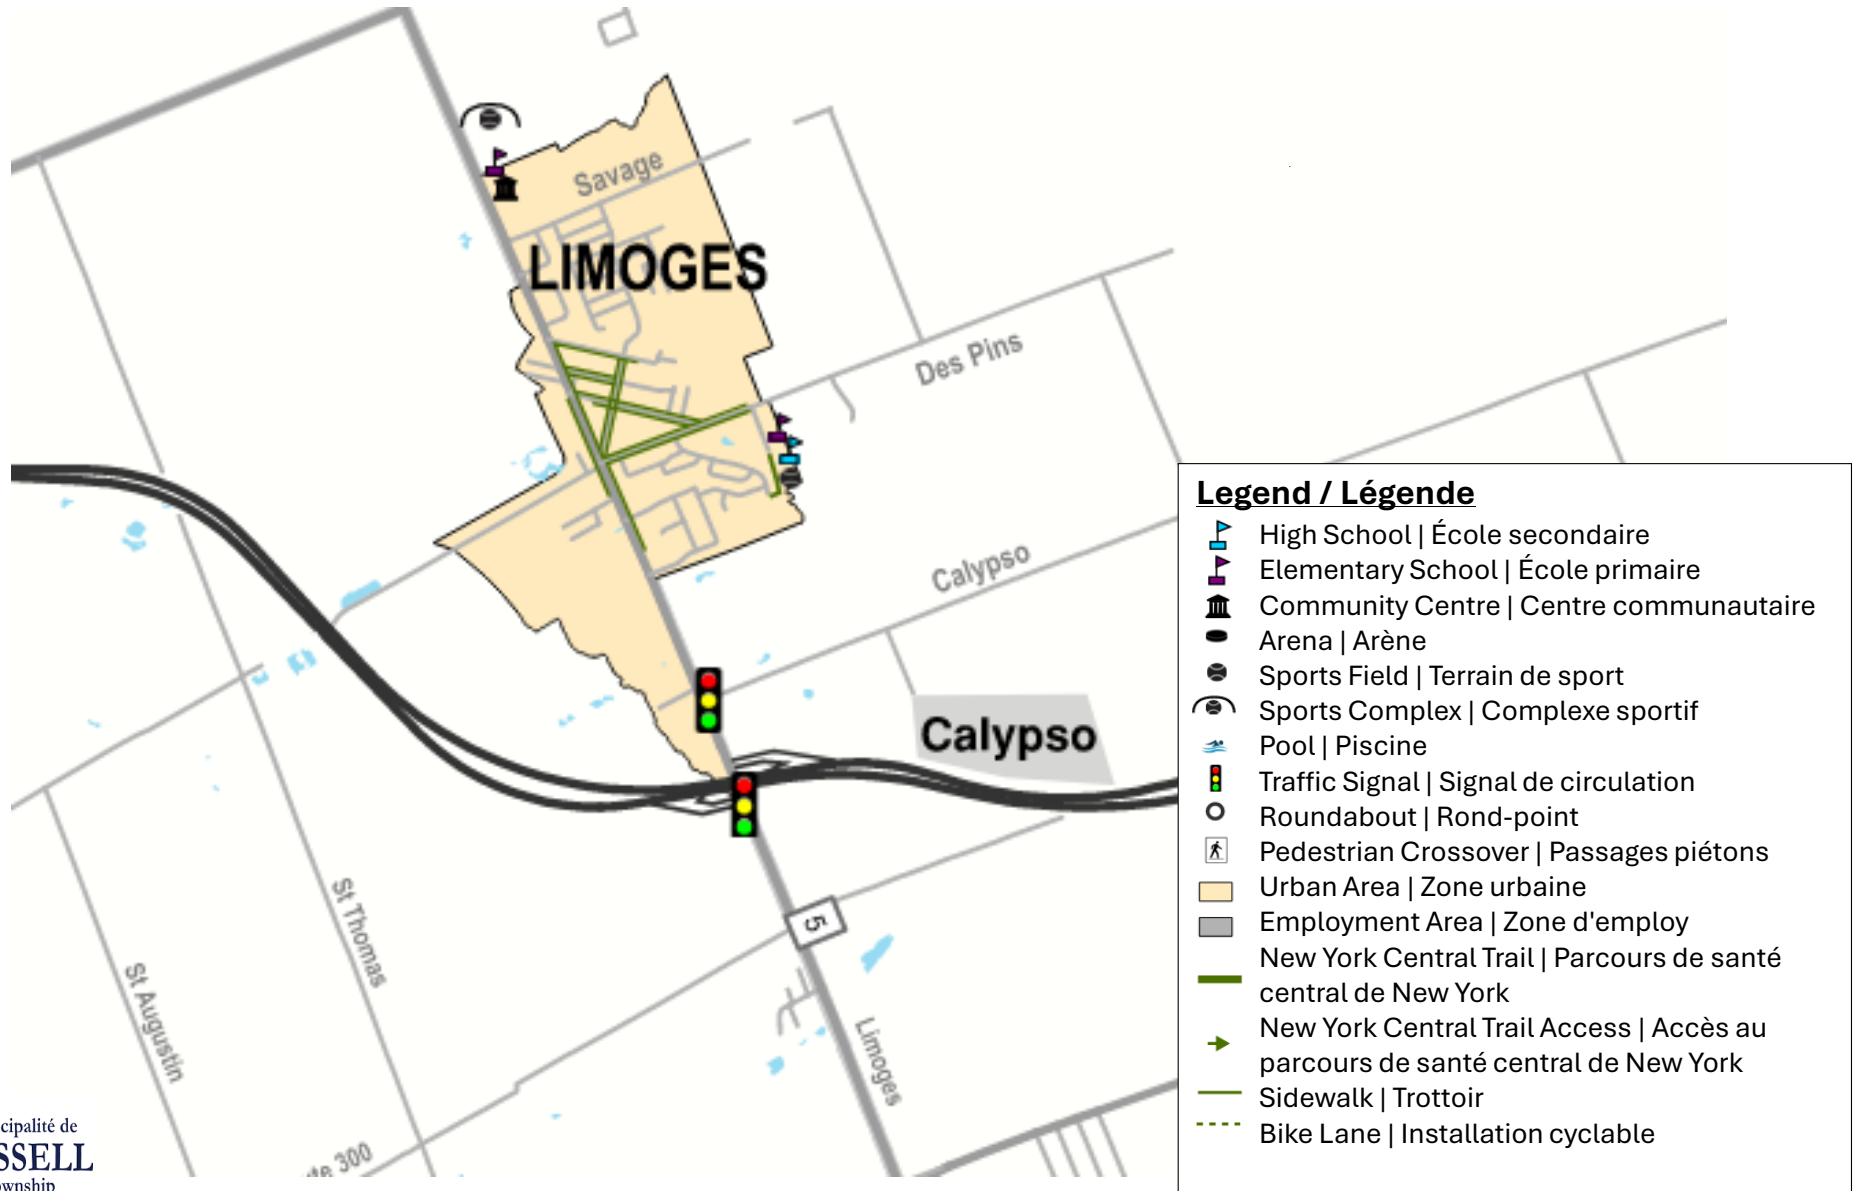 Savage
LIMOGES
Des Pins
Calypso
Calypso
5
St Thomas
St Augustin
Limoges
300
cipalité de
SSELL
ownship
Legend / Légende
High School | École secondaire
Elementary School | École primaire
Community Centre | Centre communautaire
Arena | Arène
Sports Field | Terrain de sport
Sports Complex | Complexe sportif
Pool | Piscine
Traffic Signal | Signal de circulation
Roundabout | Rond-point
Pedestrian Crossover | Passages piétons
Urban Area | Zone urbaine
Employment Area | Zone d'employ
New York Central Trail | Parcours de santé
central de New York
New York Central Trail Access | Accès au
parcours de santé central de New York
Sidewalk | Trottoir
Bike Lane | Installation cyclable